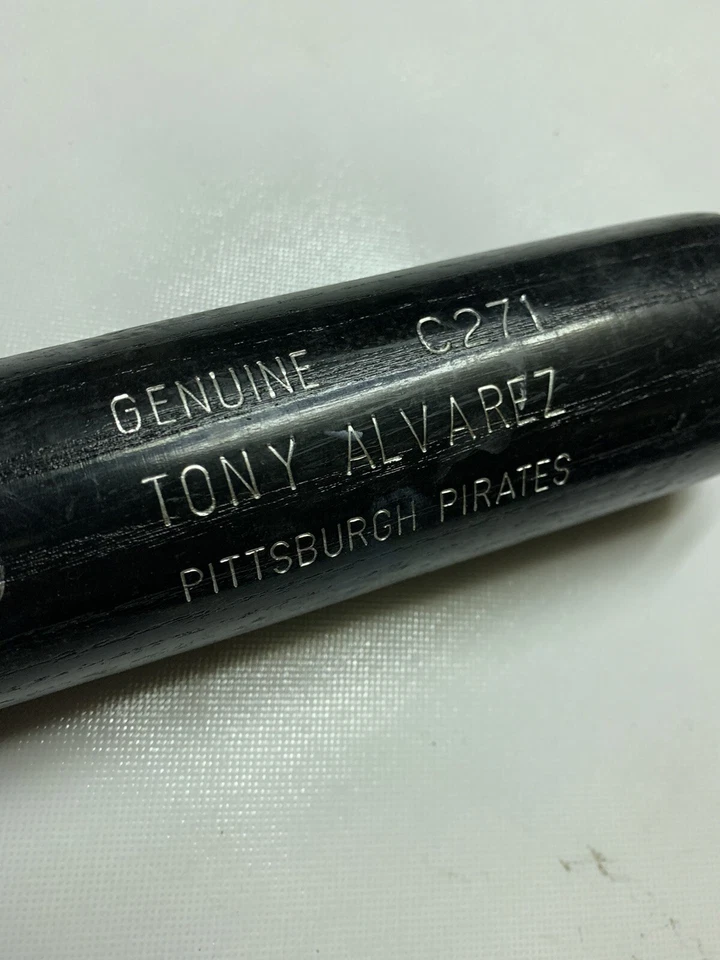 GENUINE C271
TONY ALVAREZ
PITTSBURGH PIRATES